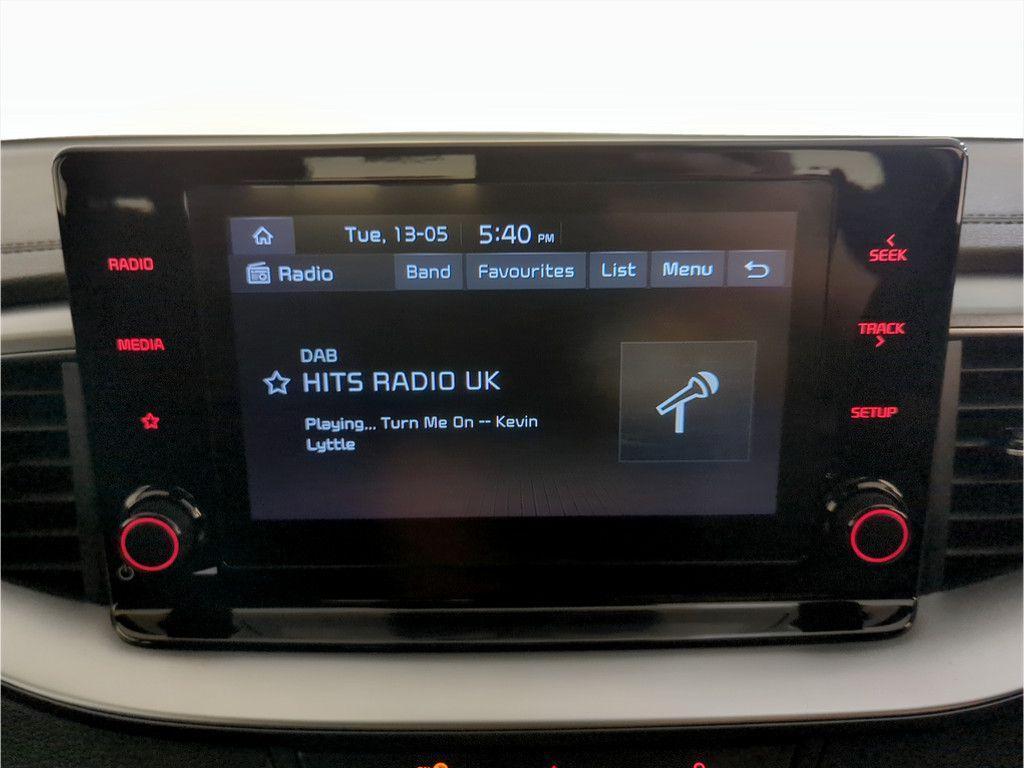 Tue, 13-05 5:40 PM
RADIO
Radio Band Favourites List Menu
SEEK
MEDIA
TRACK
DAB
HITS RADIO UK
Playing... Turn Me On -- Kevin
Lyttle
SETUP